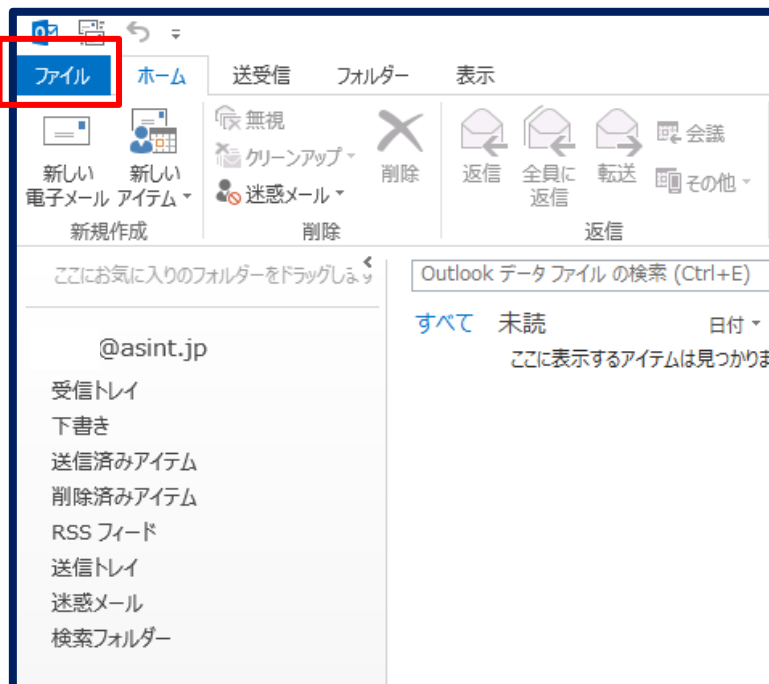 ファイル ホーム 送受信 フォルダー 表示
新しい 電子メール
新しい アイテム
無視
クリーンアップ
迷惑メール
削除
返信
全員に 返信
転送
会議
その他
新規作成 削除 返信
ここにお気に入りのフォルダーをドラッグしま
Outlook データ ファイル の検索 (Ctrl+E)
すべて 未読 日付
ここに表示するアイテムは見つかりま
@asint.jp
受信トレイ
下書き
送信済みアイテム
削除済みアイテム
RSS フィード
送信トレイ
迷惑メール
検索フォルダー